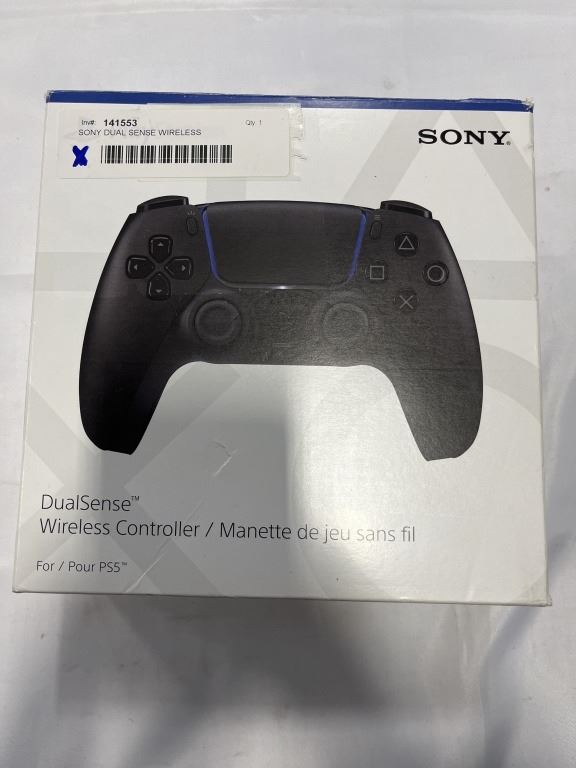 Inv#: 141553 Qty 1
SONY DUAL SENSE WIRELESS
X
SONY®
DualSense™
Wireless Controller / Manette de jeu sans fil
For / Pour PS5™